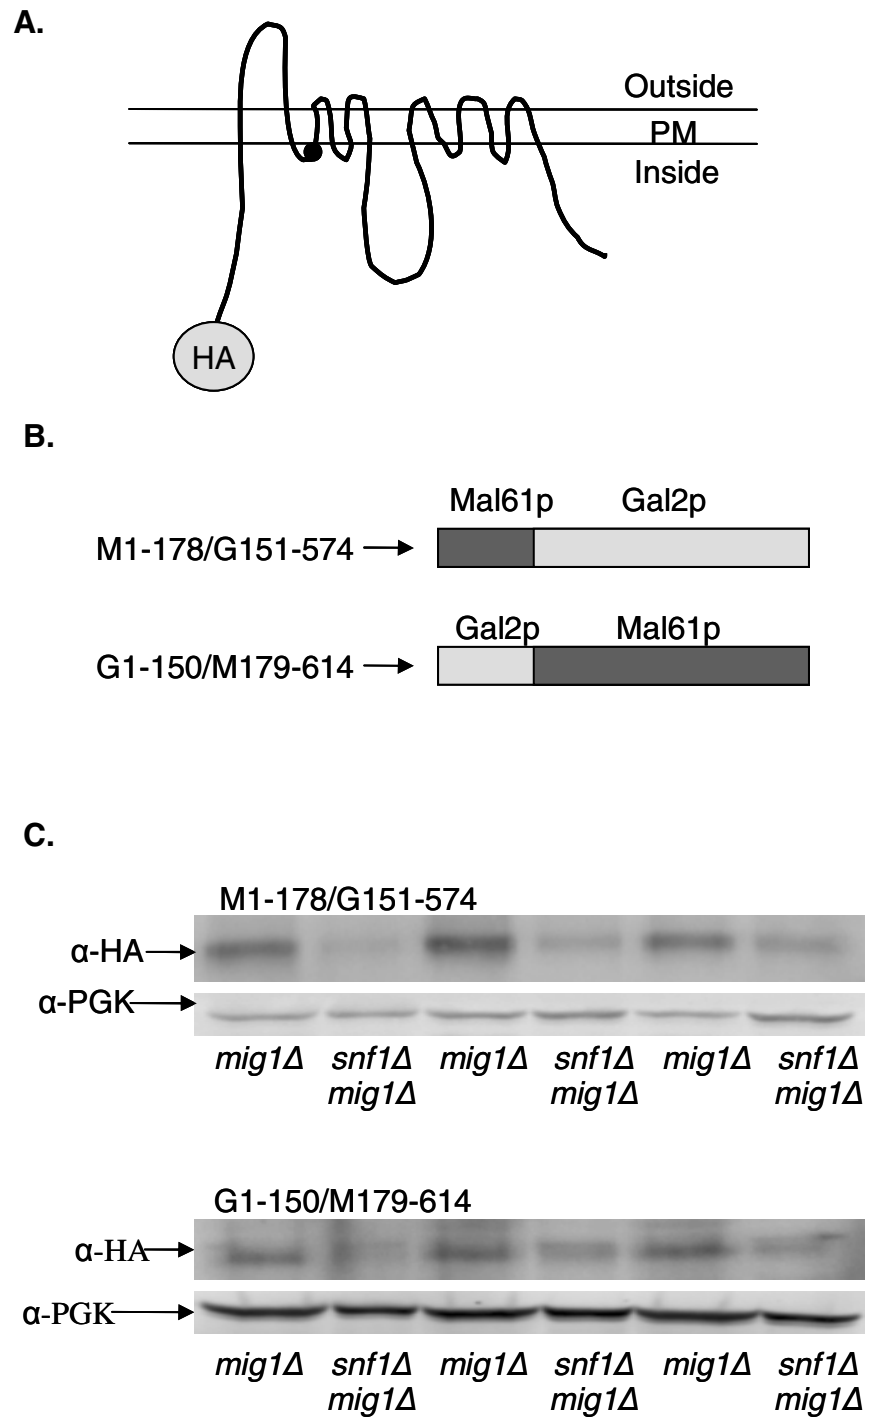 A.
Outside
PM
Inside
HA
B.
Mal61p Gal2p
M1-178/G151-574
Gal2p Mal61p
G1-150/M179-614
C.
M1-178/G151-574
α-HA
α-PGK
mig1Δ snf1Δ mig1Δ snf1Δ mig1Δ snf1Δ
mig1Δ mig1Δ mig1Δ
G1-150/M179-614
α-HA
α-PGK
mig1Δ snf1Δ mig1Δ snf1Δ mig1Δ snf1Δ
mig1Δ mig1Δ mig1Δ